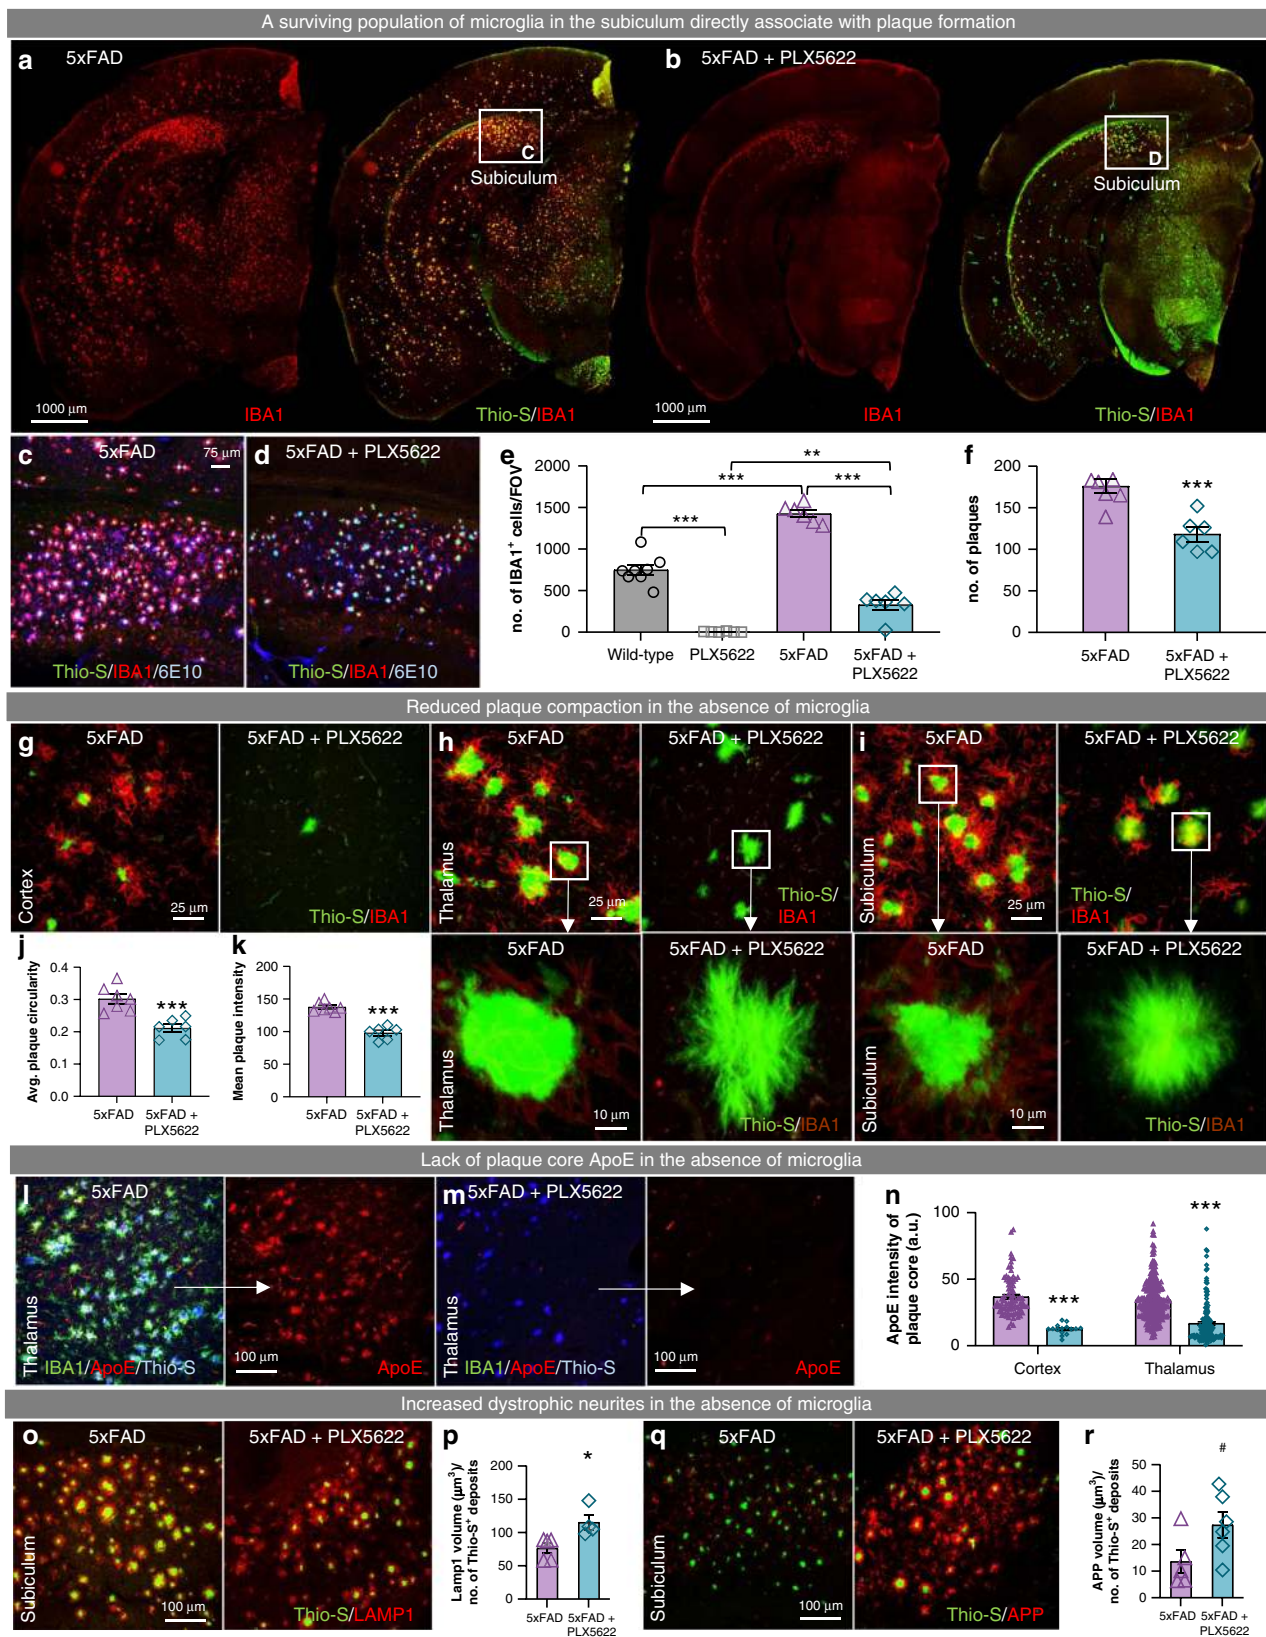 A surviving population of microglia in the subiculum directly associate with plaque formation
a 5xFAD
C
Subiculum
1000 µm
IBA1
Thio-S/IBA1
b 5xFAD + PLX5622
D
Subiculum
1000 µm
IBA1
Thio-S/IBA1
c 5xFAD
75 µm
Thio-S/IBA1/6E10
d 5xFAD + PLX5622
Thio-S/IBA1/6E10
e
no. of IBA1+ cells/FOV
2000
1500
1000
500
0
***
***
**
***
Wild-type
PLX5622
5xFAD
5xFAD +
PLX5622
f
no. of plaques
200
150
100
50
0
***
5xFAD
5xFAD +
PLX5622
Reduced plaque compaction in the absence of microglia
g 5xFAD
Cortex
25 µm
5xFAD + PLX5622
Thio-S/IBA1
h 5xFAD
Thalamus
25 µm
5xFAD + PLX5622
Thio-S/
IBA1
i 5xFAD
Subiculum
25 µm
5xFAD + PLX5622
Thio-S/
IBA1
j
Avg. plaque circularity
0.4
0.3
0.2
0.1
0.0
***
5xFAD
5xFAD +
PLX5622
k
Mean plaque intensity
200
150
100
50
0
***
5xFAD
5xFAD +
PLX5622
5xFAD
Thalamus
10 µm
5xFAD + PLX5622
Thio-S/IBA1
5xFAD
Subiculum
10 µm
5xFAD + PLX5622
Thio-S/IBA1
Lack of plaque core ApoE in the absence of microglia
l 5xFAD
Thalamus
IBA1/ApoE/Thio-S
100 µm
ApoE
m 5xFAD + PLX5622
Thalamus
IBA1/ApoE/Thio-S
100 µm
ApoE
n
ApoE intensity of
plaque core (a.u.)
100
50
0
***
***
Cortex
Thalamus
Increased dystrophic neurites in the absence of microglia
o 5xFAD
Subiculum
100 µm
5xFAD + PLX5622
Thio-S/LAMP1
p
Lamp1 volume (µm³)/
no. of Thio-S+ deposits
200
150
100
50
0
*
5xFAD
5xFAD +
PLX5622
q 5xFAD
Subiculum
100 µm
5xFAD + PLX5622
Thio-S/APP
r
APP volume (µm³)/
no. of Thio-S+ deposits
50
40
30
20
10
0
#
5xFAD
5xFAD +
PLX5622